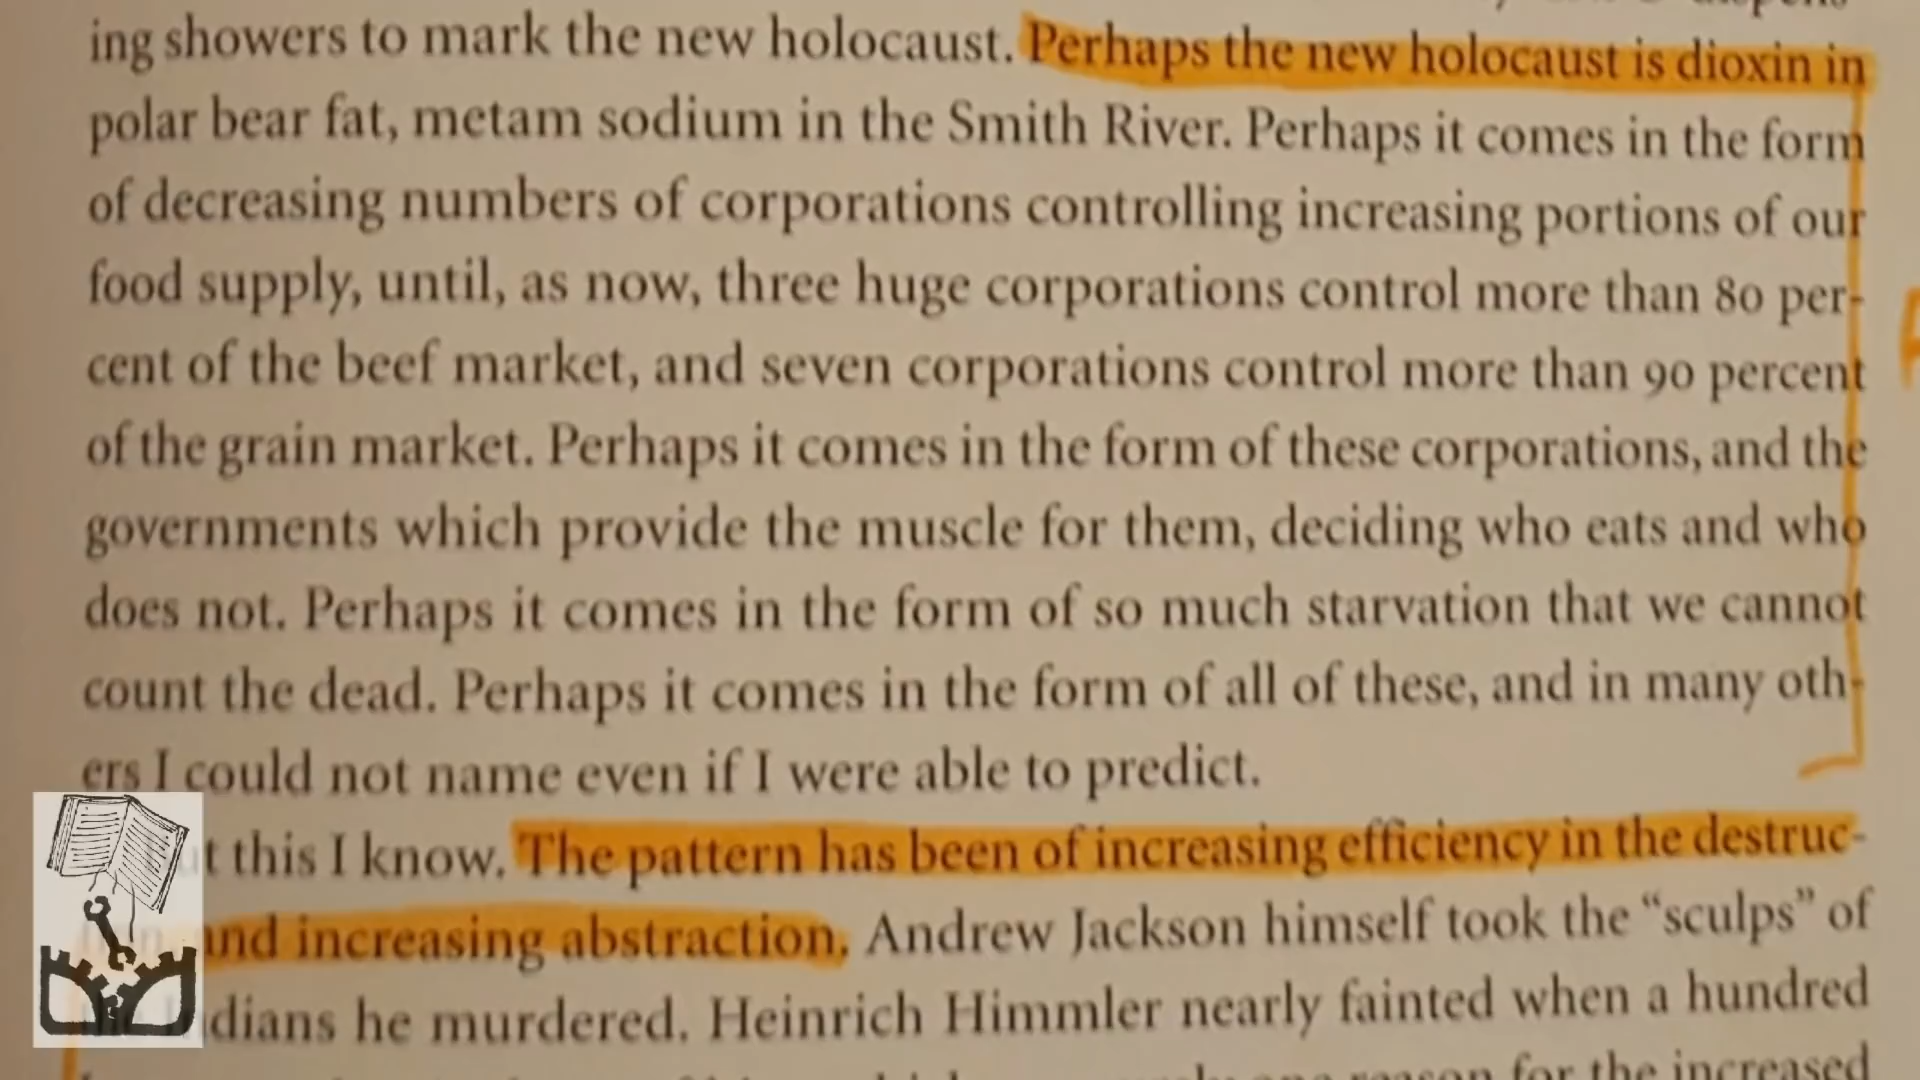 ing showers to mark the new holocaust. Perhaps the new holocaust is dioxin in
polar bear fat, metam sodium in the Smith River. Perhaps it comes in the form
of decreasing numbers of corporations controlling increasing portions of our
food supply, until, as now, three huge corporations control more than 80 per-
cent of the beef market, and seven corporations control more than 90 percent
of the grain market. Perhaps it comes in the form of these corporations, and the
governments which provide the muscle for them, deciding who eats and who
does not. Perhaps it comes in the form of so much starvation that we cannot
count the dead. Perhaps it comes in the form of all of these, and in many oth-
ers I could not name even if I were able to predict.
this I know. The pattern has been of increasing efficiency in the destruc-
and increasing abstraction. Andrew Jackson himself took the “sculps” of
he murdered. Heinrich Himmler nearly fainted when a hundred
reason for the increased